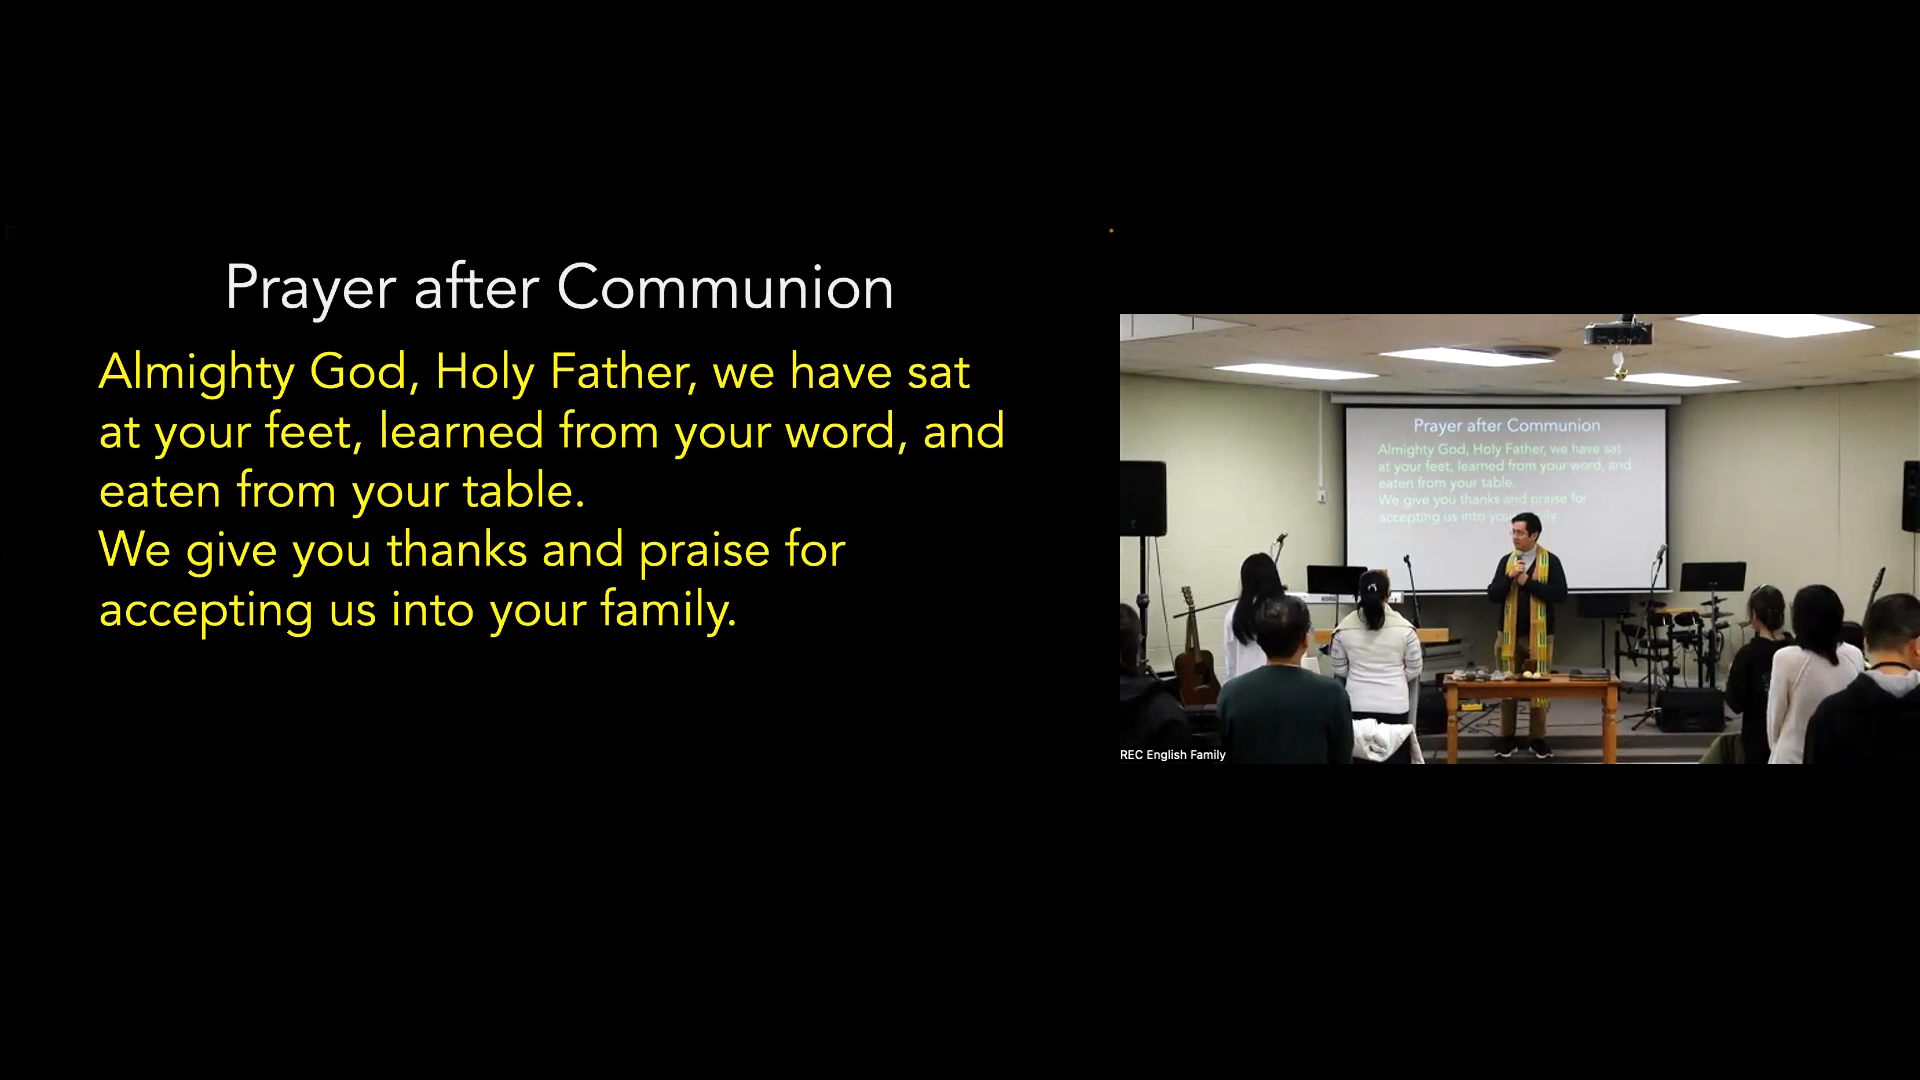 Prayer after Communion
Almighty God, Holy Father, we have sat
at your feet, learned from your word, and
eaten from your table.
We give you thanks and praise for
accepting us into your family.
Prayer after Communion
Almighty God, Holy Father, we have sat
at your feet, learned from your word, and
eaten from your table.
We give you thanks and praise for
accepting us into your family.
KORG
REC English Family